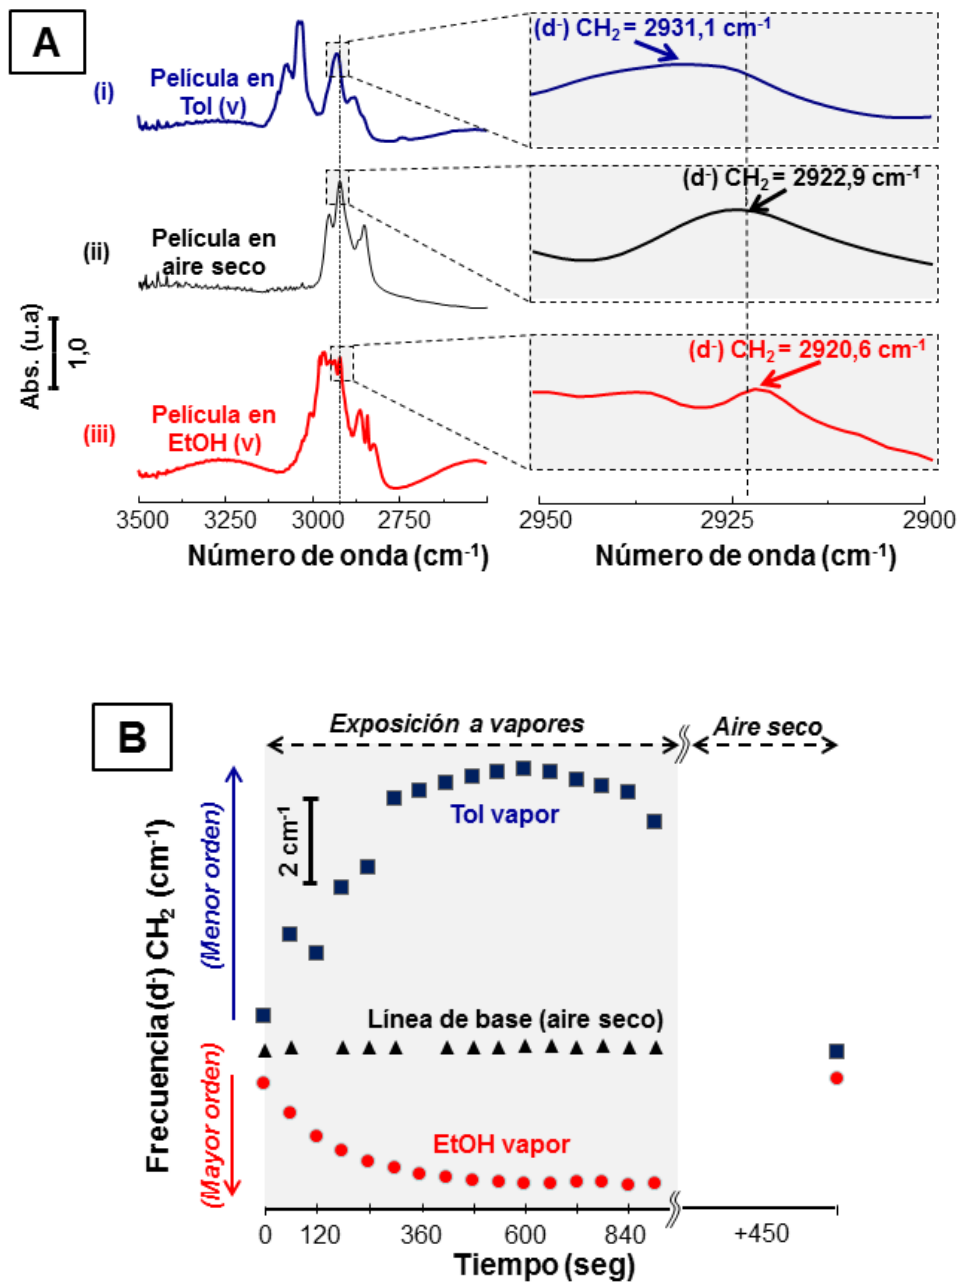 A
(d⁻) CH₂ = 2931,1 cm⁻¹
(i)
Película en
Tol (v)
(d⁻) CH₂ = 2922,9 cm⁻¹
(ii)
Película en
aire seco
Abs. (u.a)
1,0
(d⁻) CH₂ = 2920,6 cm⁻¹
(iii)
Película en
EtOH (v)
3500 3250 3000 2750
2950 2925 2900
Número de onda (cm⁻¹)
Número de onda (cm⁻¹)
B
Exposición a vapores
Aire seco
Frecuencia (d⁻) CH₂ (cm⁻¹)
(Menor orden)
(Mayor orden)
2 cm⁻¹
Tol vapor
Línea de base (aire seco)
EtOH vapor
0 120 360 600 840 +450
Tiempo (seg)